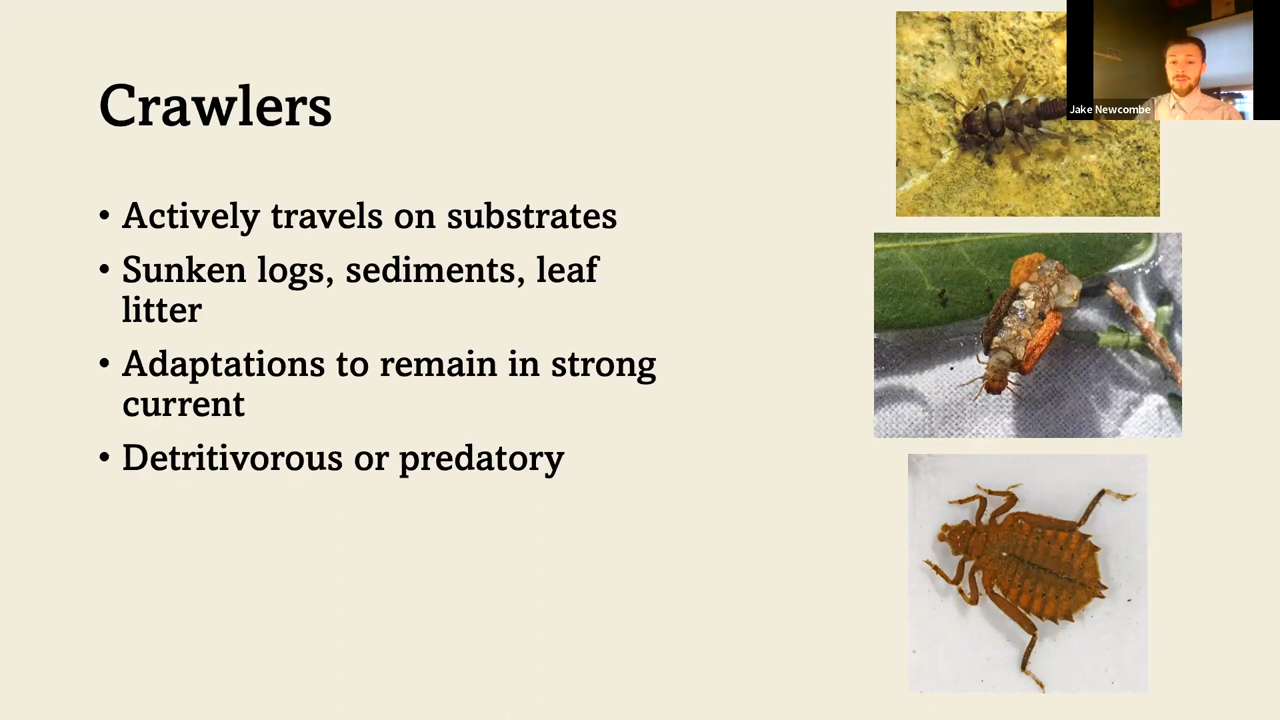 Crawlers
• Actively travels on substrates
• Sunken logs, sediments, leaf
litter
• Adaptations to remain in strong
current
• Detritivorous or predatory
Jake Newcombe